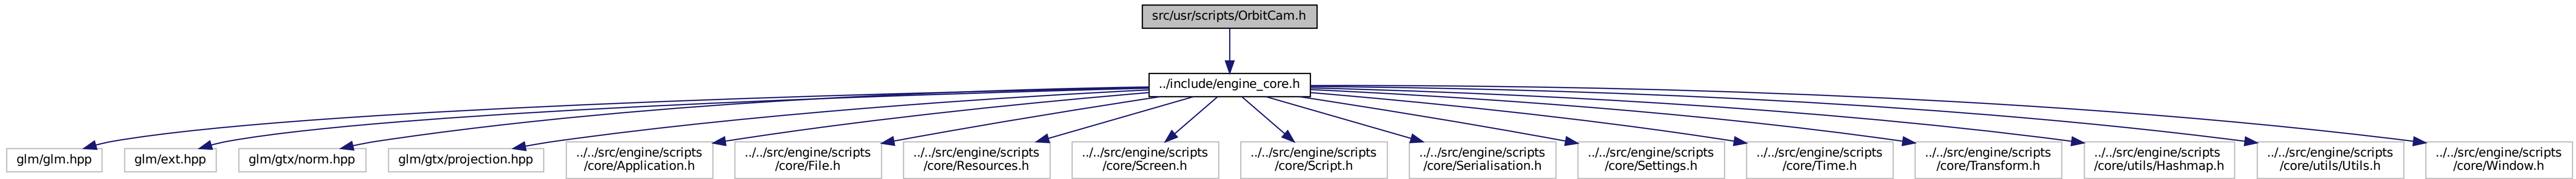 src/usr/scripts/OrbitCam.h
../include/engine_core.h
glm/glm.hpp
glm/ext.hpp
glm/gtx/norm.hpp
glm/gtx/projection.hpp
../../src/engine/scripts
/core/Application.h
../../src/engine/scripts
/core/File.h
../../src/engine/scripts
/core/Resources.h
../../src/engine/scripts
/core/Screen.h
../../src/engine/scripts
/core/Script.h
../../src/engine/scripts
/core/Serialisation.h
../../src/engine/scripts
/core/Settings.h
../../src/engine/scripts
/core/Time.h
../../src/engine/scripts
/core/Transform.h
../../src/engine/scripts
/core/utils/Hashmap.h
../../src/engine/scripts
/core/utils/Utils.h
../../src/engine/scripts
/core/Window.h